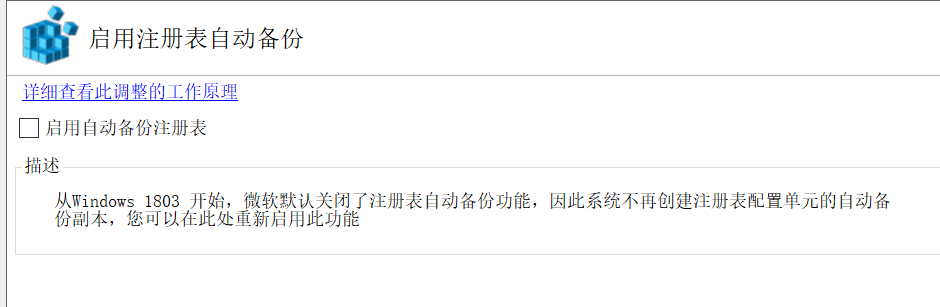 启用注册表自动备份
详细查看此调整的工作原理
启用自动备份注册表
描述
从Windows 1803 开始，微软默认关闭了注册表自动备份功能，因此系统不再创建注册表配置单元的自动备
份副本，您可以在此处重新启用此功能